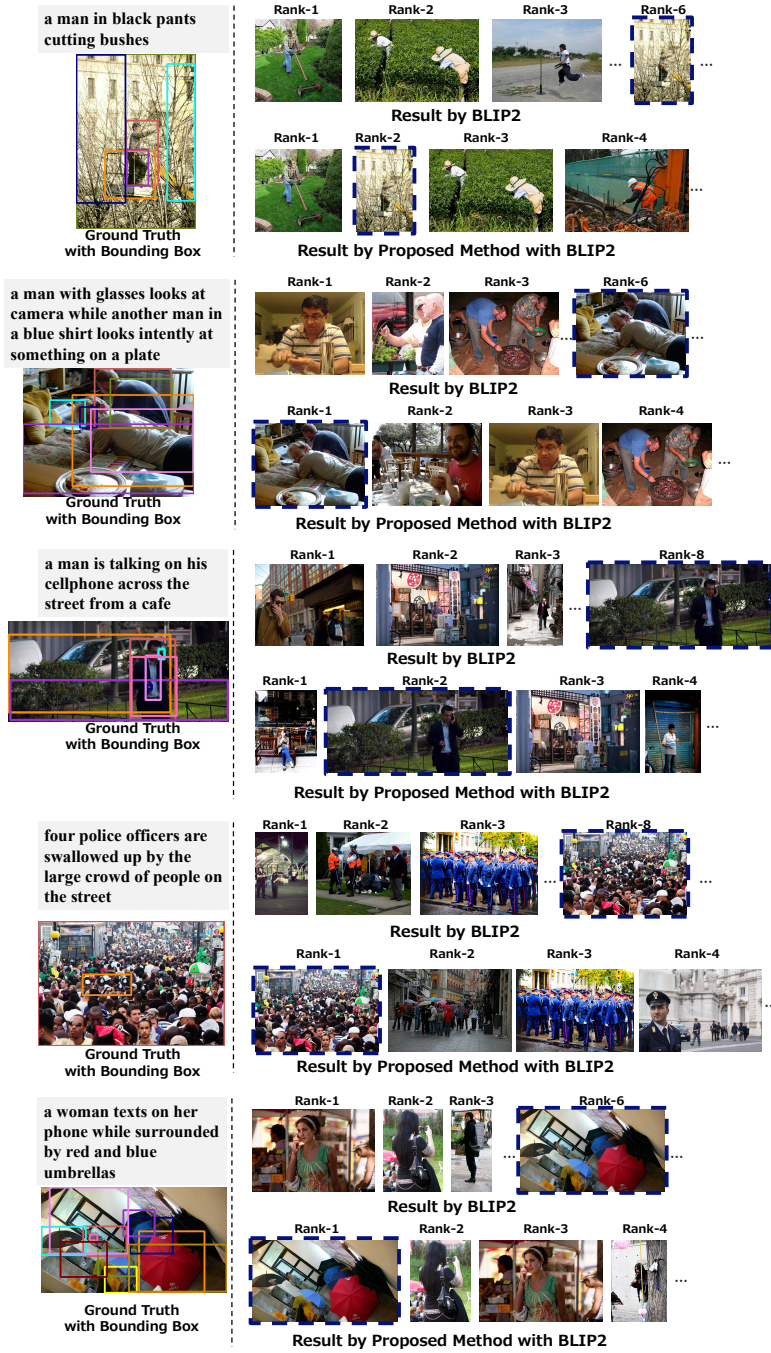 a man in black pants
cutting bushes
Ground Truth
with Bounding Box
Rank-1 Rank-2 Rank-3 Rank-6
... ...
Result by BLIP2
Rank-1 Rank-2 Rank-3 Rank-4
...
Result by Proposed Method with BLIP2
a man with glasses looks at
camera while another man in
a blue shirt looks intently at
something on a plate
Ground Truth
with Bounding Box
Rank-1 Rank-2 Rank-3 Rank-6
... ...
Result by BLIP2
Rank-1 Rank-2 Rank-3 Rank-4
...
Result by Proposed Method with BLIP2
a man is talking on his
cellphone across the
street from a cafe
Ground Truth
with Bounding Box
Rank-1 Rank-2 Rank-3 Rank-8
...
Result by BLIP2
Rank-1 Rank-2 Rank-3 Rank-4
...
Result by Proposed Method with BLIP2
four police officers are
swallowed up by the
large crowd of people on
the street
Ground Truth
with Bounding Box
Rank-1 Rank-2 Rank-3 Rank-8
... ...
Result by BLIP2
Rank-1 Rank-2 Rank-3 Rank-4
...
Result by Proposed Method with BLIP2
a woman texts on her
phone while surrounded
by red and blue
umbrellas
Ground Truth
with Bounding Box
Rank-1 Rank-2 Rank-3 Rank-6
... ...
Result by BLIP2
Rank-1 Rank-2 Rank-3 Rank-4
...
Result by Proposed Method with BLIP2